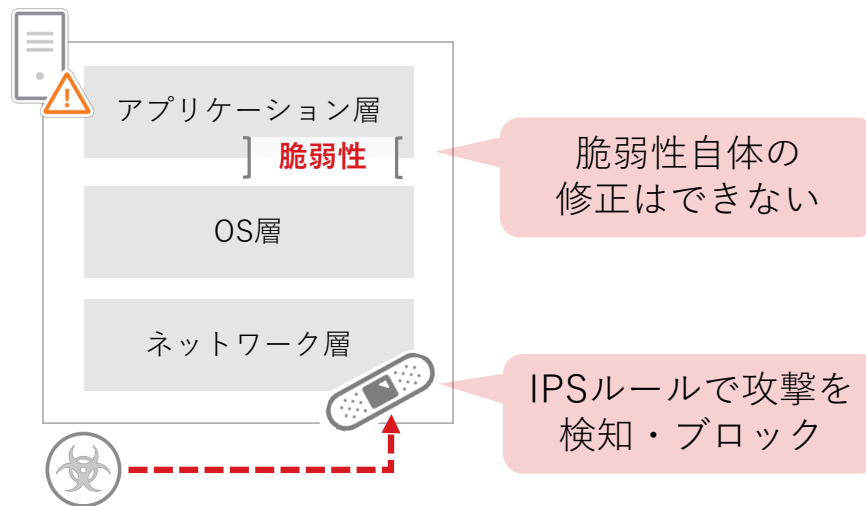 アプリケーション層
脆弱性
OS層
ネットワーク層
脆弱性自体の
修正はできない
IPSルールで攻撃を
検知・ブロック